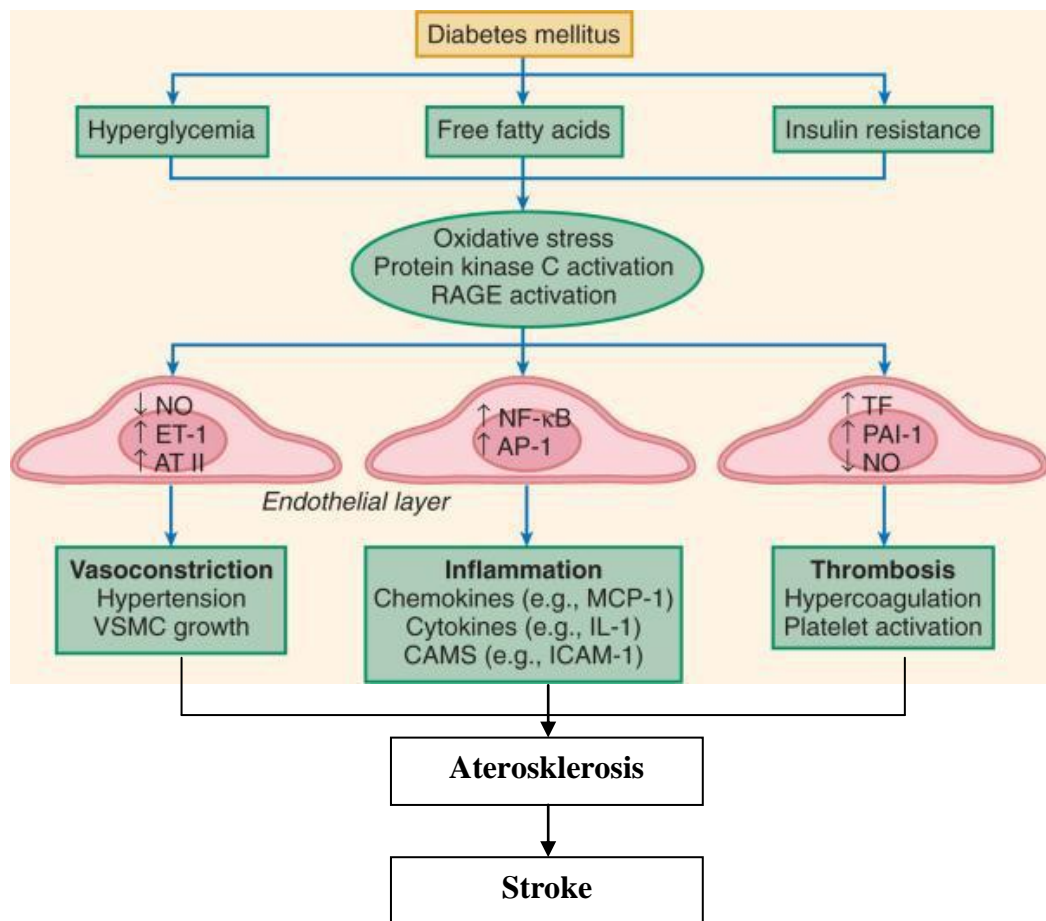 Diabetes mellitus
Hyperglycemia
Free fatty acids
Insulin resistance
Oxidative stress
Protein kinase C activation
RAGE activation
↓ NO
↑ ET-1
↑ AT II
↑ NF-κB
↑ AP-1
↑ TF
↑ PAI-1
↓ NO
Endothelial layer
Vasoconstriction
Hypertension
VSMC growth
Inflammation
Chemokines (e.g., MCP-1)
Cytokines (e.g., IL-1)
CAMS (e.g., ICAM-1)
Thrombosis
Hypercoagulation
Platelet activation
Aterosklerosis
Stroke